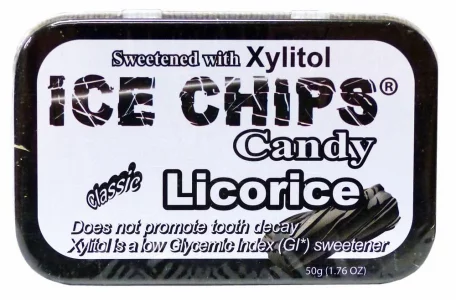 Sweetened with Xylitol
ICE CHIPS®
Candy
Classic
Licorice
Does not promote tooth decay
Xylitol is a low Glycemic Index (GI*) sweetener
50g (1.76 OZ)